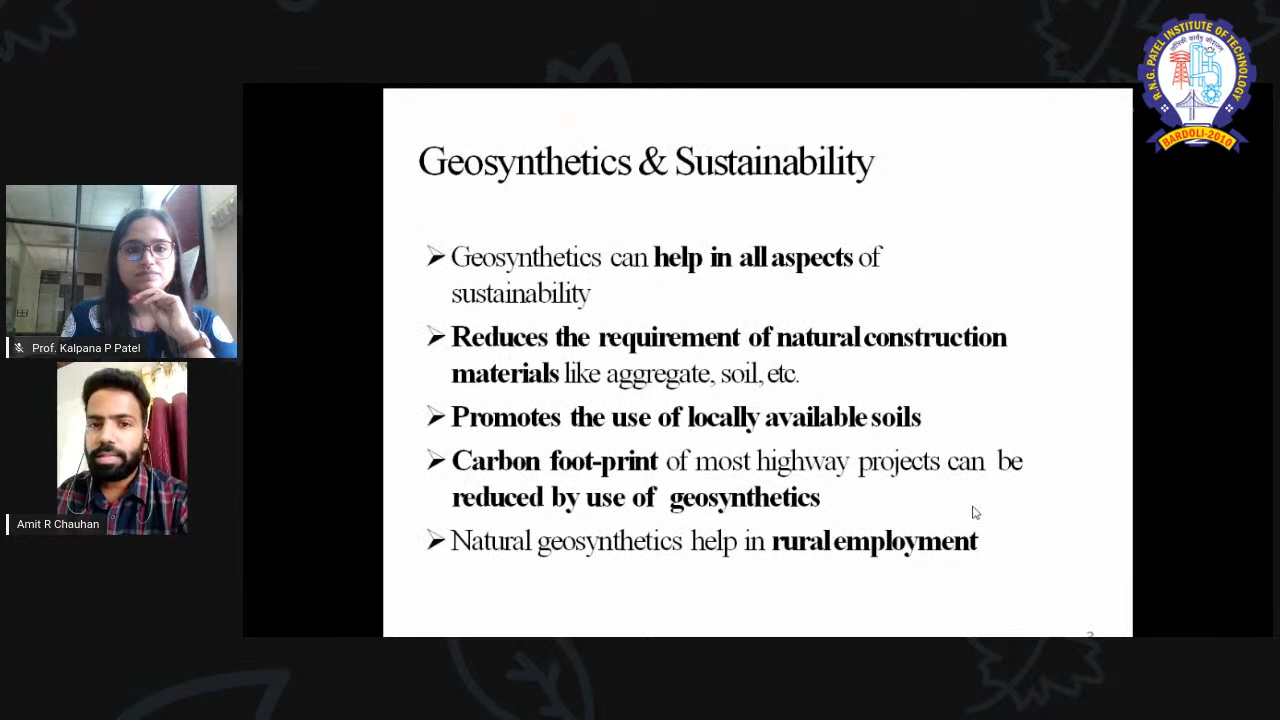 R.N.G. PATEL INSTITUTE OF TECHNOLOGY
BARDOLI-2010
Geosynthetics & Sustainability
➢ Geosynthetics can help in all aspects of
sustainability
➢ Reduces the requirement of natural construction
materials like aggregate, soil, etc.
➢ Promotes the use of locally available soils
➢ Carbon foot-print of most highway projects can be
reduced by use of geosynthetics
➢ Natural geosynthetics help in rural employment
Prof. Kalpana P Patel
Amit R Chauhan